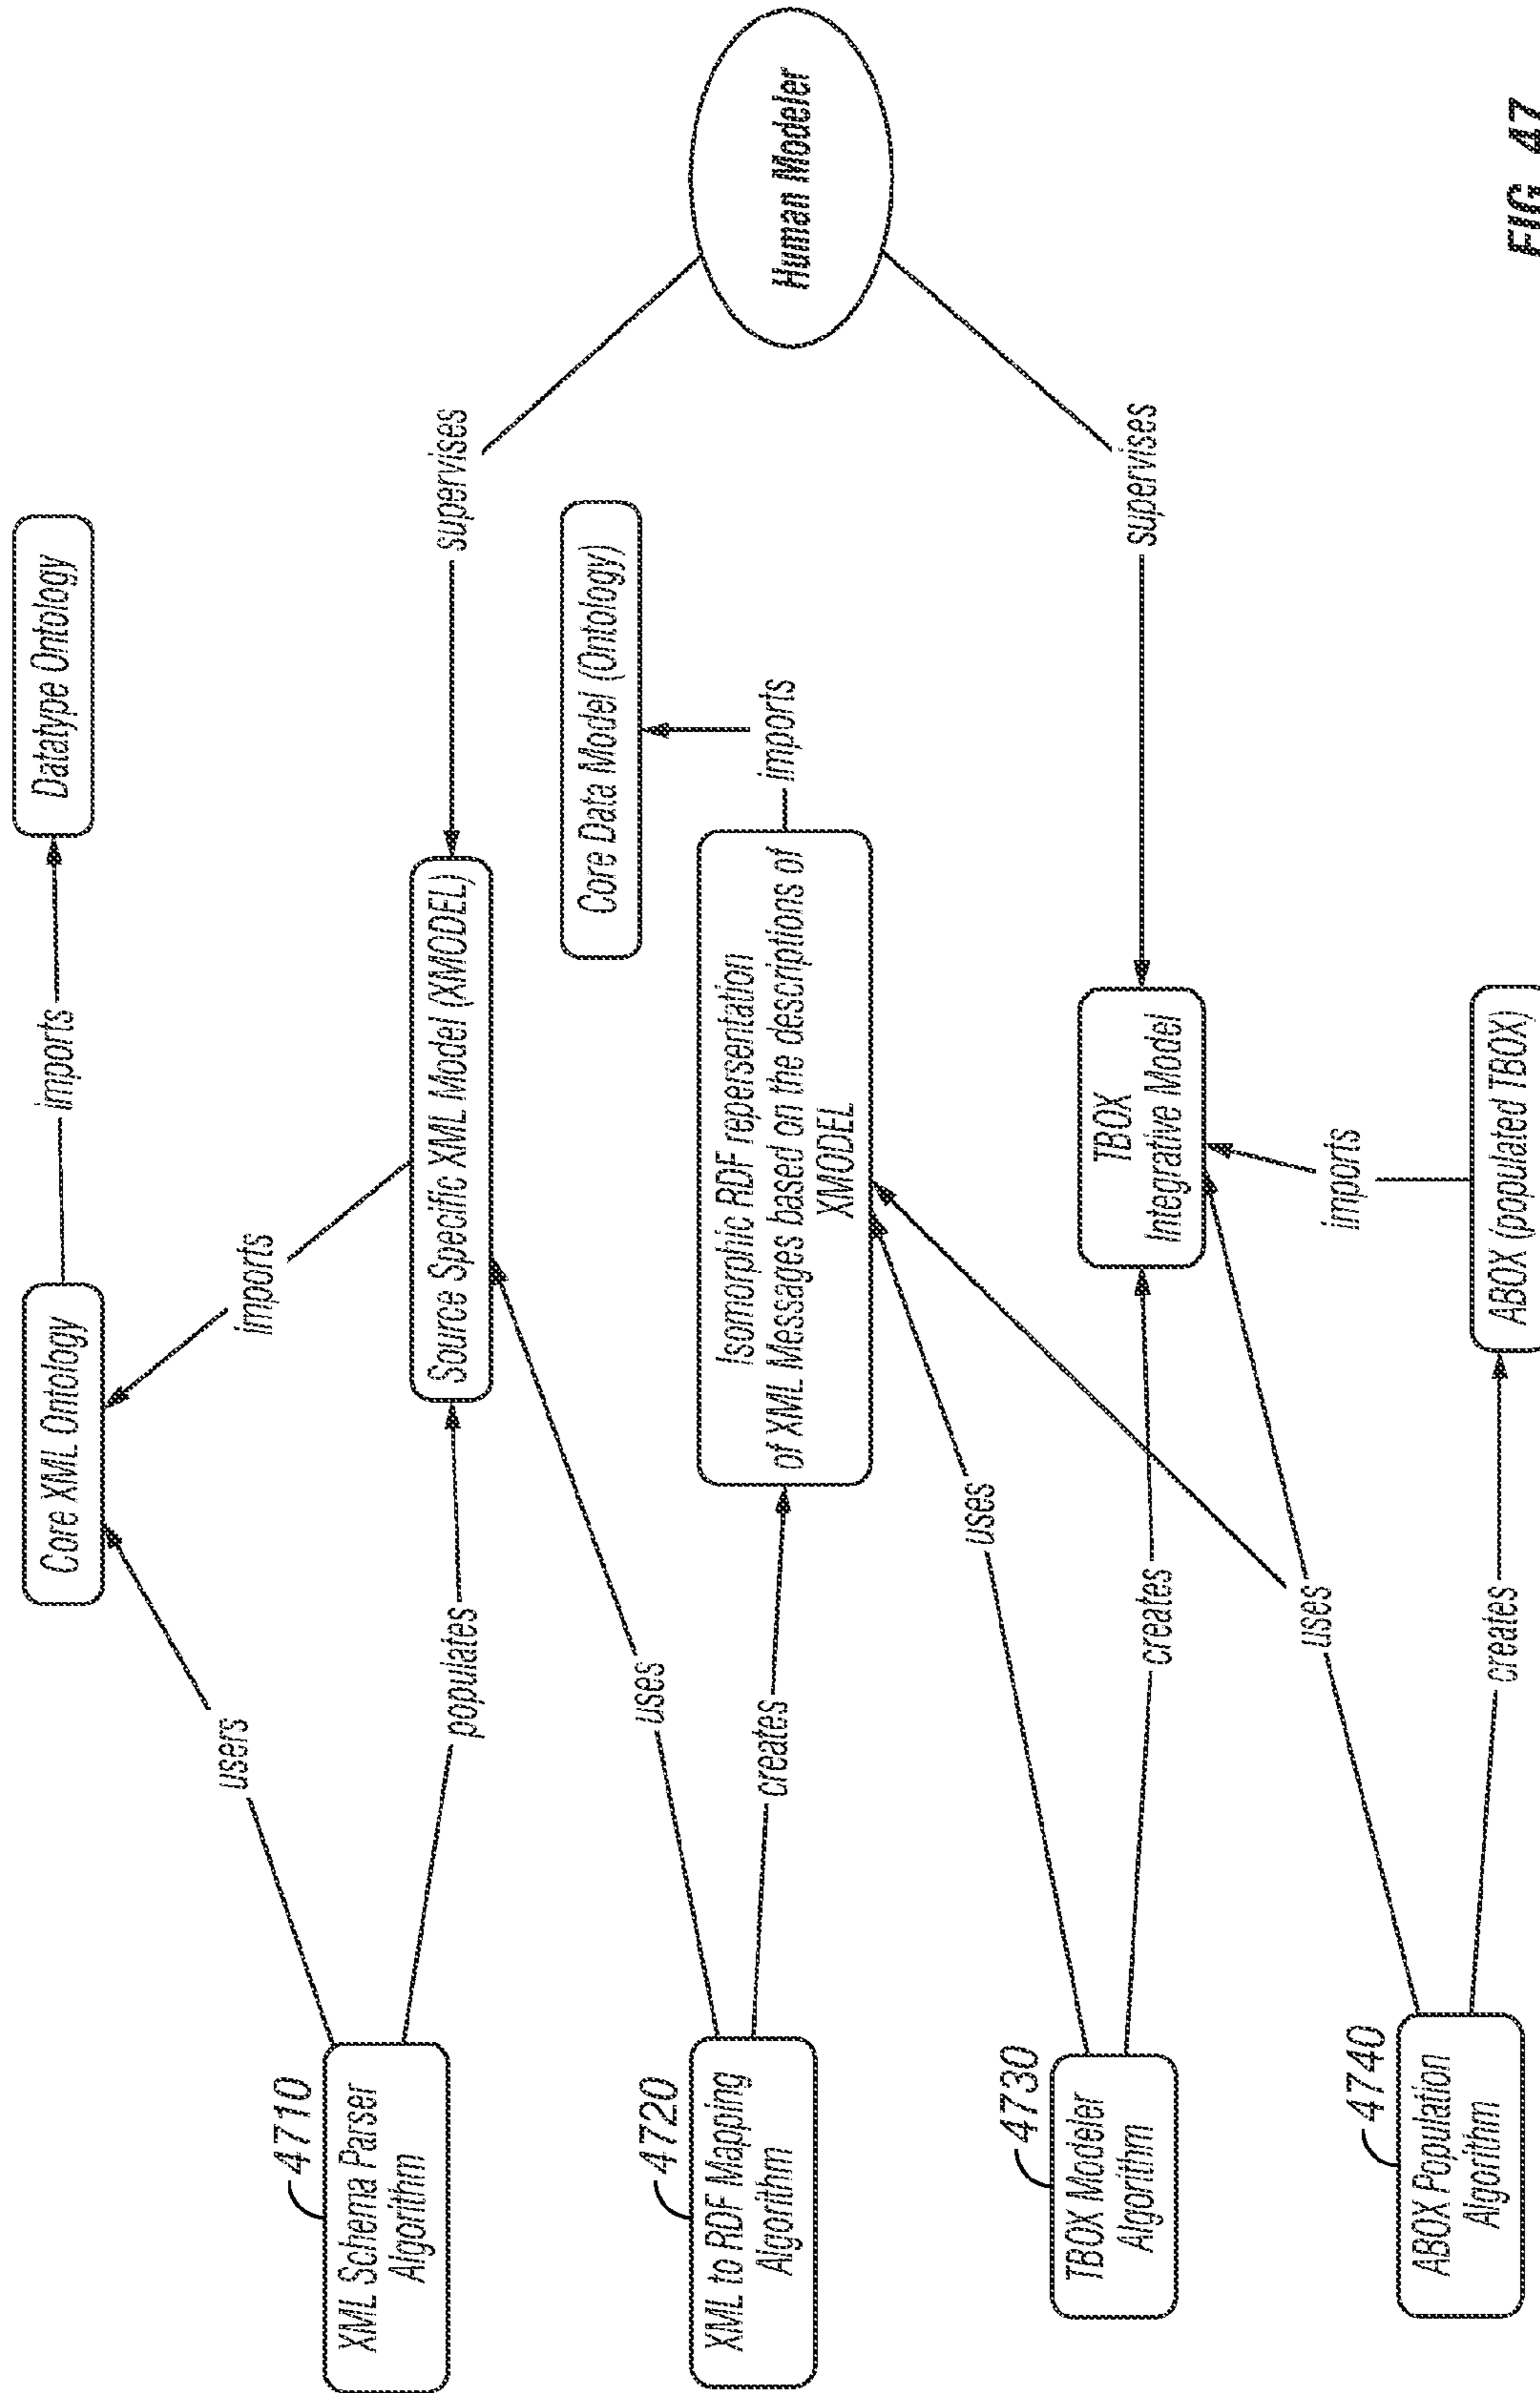 Datatype Ontology
imports
Core XML Ontology
imports
users
4710
XML Schema Parser
Algorithm
populates
Source Specific XML Model (XMODEL)
supervises
Human Modeler
Core Data Model (Ontology)
imports
uses
4720
XML to RDF Mapping
Algorithm
creates
Isomorphic RDF repersentation
of XML Messages based on the descriptions of
XMODEL
uses
4730
TBOX Modeler
Algorithm
creates
TBOX
Integrative Model
supervises
imports
uses
4740
ABOX Population
Algorithm
creates
ABOX (populated TBOX)
FIG. 47